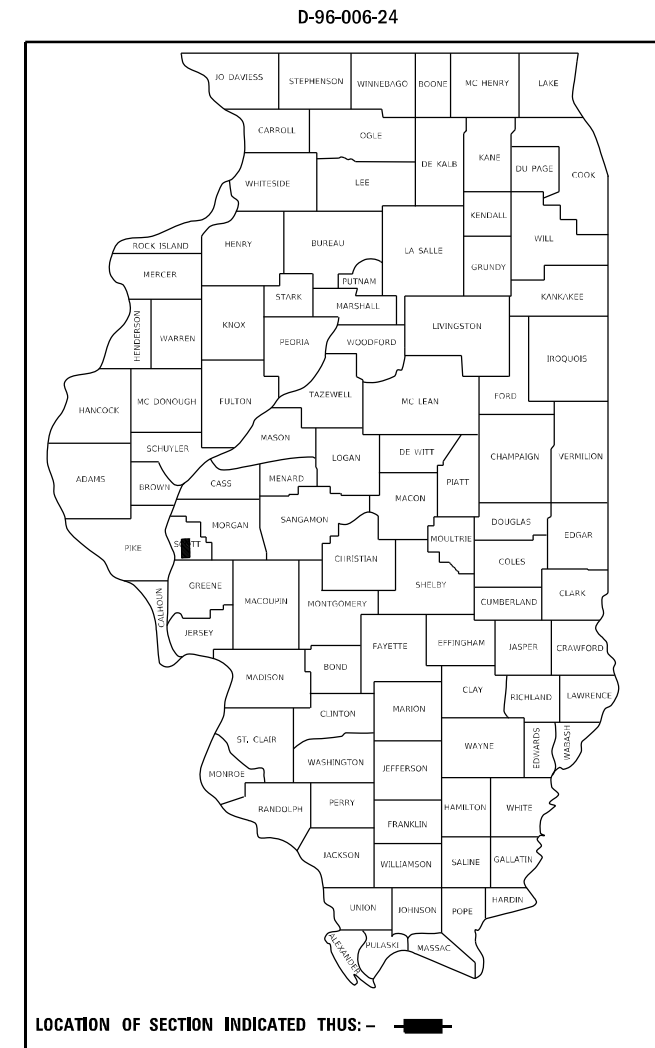 D-96-006-24
JO DAVIESS
STEPHENSON
WINNEBAGO
BOONE
MC HENRY
LAKE
CARROLL
OGLE
DE KALB
KANE
DU PAGE
COOK
WHITESIDE
LEE
KENDALL
ROCK ISLAND
HENRY
BUREAU
LA SALLE
WILL
GRUNDY
MERCER
PUTNAM
STARK
MARSHALL
KANKAKEE
HENDERSON
WARREN
KNOX
PEORIA
WOODFORD
LIVINGSTON
IROQUOIS
HANCOCK
MC DONOUGH
FULTON
TAZEWELL
MC LEAN
FORD
SCHUYLER
MASON
LOGAN
DE WITT
CHAMPAIGN
VERMILION
ADAMS
BROWN
CASS
MENARD
PIATT
MACON
MORGAN
SANGAMON
DOUGLAS
EDGAR
PIKE
SCOTT
CHRISTIAN
MOULTRIE
COLES
GREENE
MACOUPIN
MONTGOMERY
SHELBY
CUMBERLAND
CLARK
CALHOUN
JERSEY
FAYETTE
EFFINGHAM
JASPER
CRAWFORD
MADISON
BOND
CLAY
RICHLAND
LAWRENCE
CLINTON
MARION
ST. CLAIR
WAYNE
EDWARDS
WABASH
WASHINGTON
JEFFERSON
MONROE
RANDOLPH
PERRY
HAMILTON
WHITE
FRANKLIN
JACKSON
WILLIAMSON
SALINE
GALLATIN
UNION
JOHNSON
POPE
HARDIN
ALEXANDER
PULASKI
MASSAC
LOCATION OF SECTION INDICATED THUS: –